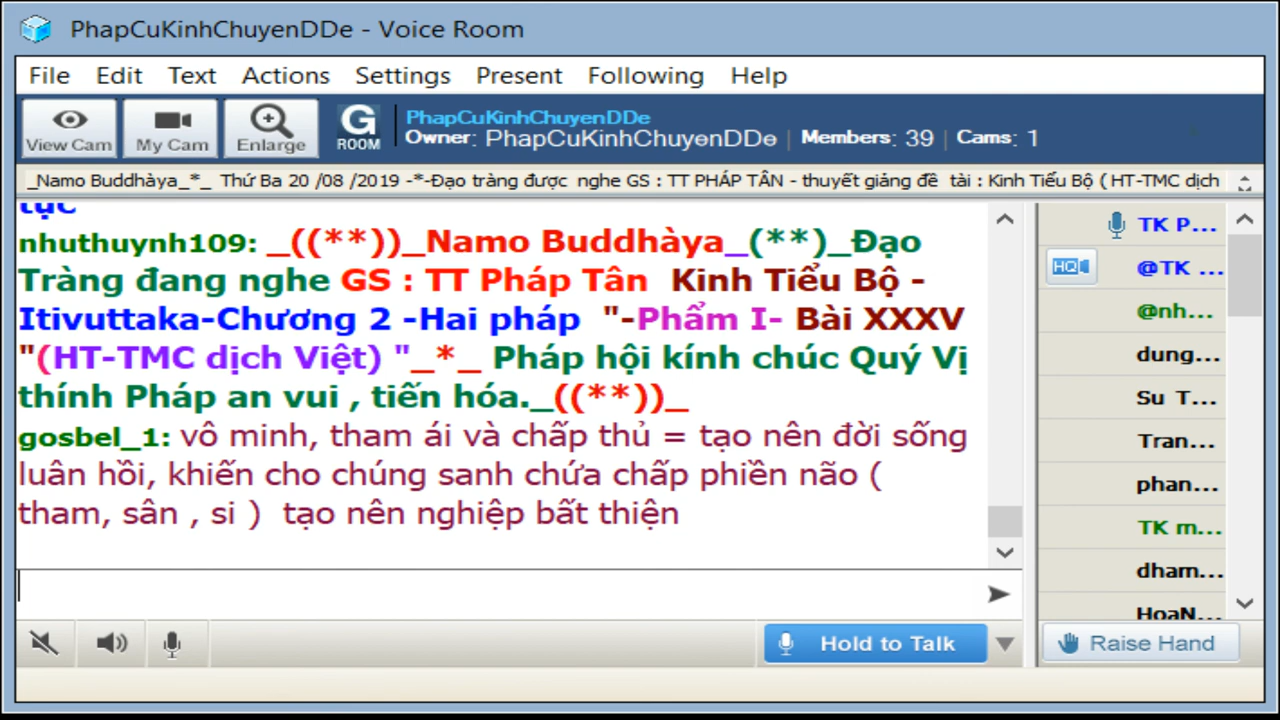 PhapCuKinhChuyenDDe - Voice Room
File Edit Text Actions Settings Present Following Help
View Cam My Cam Enlarge
G ROOM
PhapCuKinhChuyenDDe
Owner: PhapCuKinhChuyenDDe | Members: 39 | Cams: 1
_Namo Buddhàya_*_ Thứ Ba 20 /08 /2019 -*-Đạo tràng được nghe GS : TT PHÁP TÂN - thuyết giảng đề tài : Kinh Tiểu Bộ ( HT-TMC dịch
tục
nhuthuynh109: _((**))_Namo Buddhàya_(**)_Đạo
Tràng đang nghe GS : TT Pháp Tân Kinh Tiểu Bộ -
Itivuttaka-Chương 2 -Hai pháp "-Phẩm I- Bài XXXV
"(HT-TMC dịch Việt) "_*_ Pháp hội kính chúc Quý Vị
thính Pháp an vui , tiến hóa._((**))_
gosbel_1: vô minh, tham ái và chấp thủ = tạo nên đời sống
luân hồi, khiến cho chúng sanh chứa chấp phiền não (
tham, sân , si ) tạo nên nghiệp bất thiện
TK P...
HQ @TK ...
@nh...
dung...
Su T...
Tran...
phan...
TK m...
dham...
HoaN...
Hold to Talk
Raise Hand